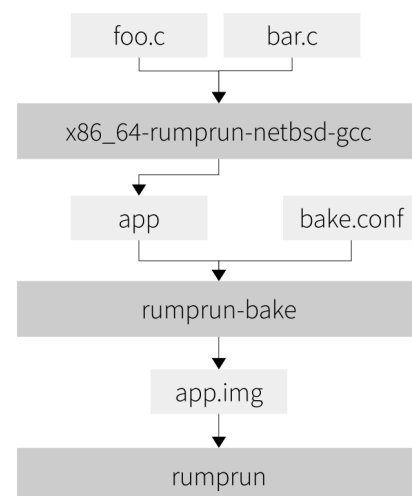 foo.c
bar.c
x86_64-rumprun-netbsd-gcc
app
bake.conf
rumprun-bake
app.img
rumprun